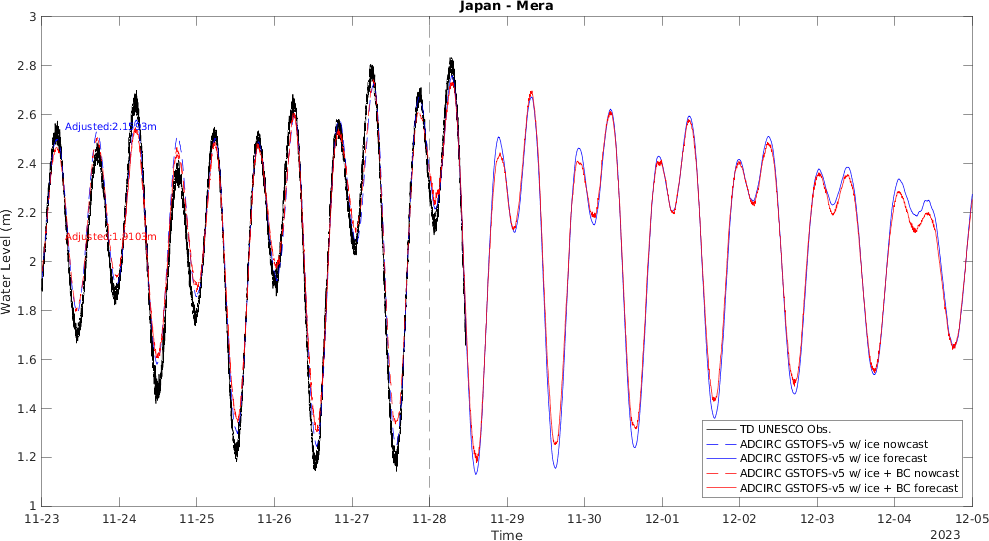 Japan - Mera
3
2.8
2.6
2.4
2.2
2
1.8
1.6
1.4
1.2
1
Water Level (m)
Adjusted:1.9103m
TD UNESCO Obs.
ADCIRC GSTOFS-v5 w/ ice nowcast
ADCIRC GSTOFS-v5 w/ ice forecast
ADCIRC GSTOFS-v5 w/ ice + BC nowcast
ADCIRC GSTOFS-v5 w/ ice + BC forecast
11-23 11-24 11-25 11-26 11-27 11-28 11-29 11-30 12-01 12-02 12-03 12-04 12-05
Time
2023